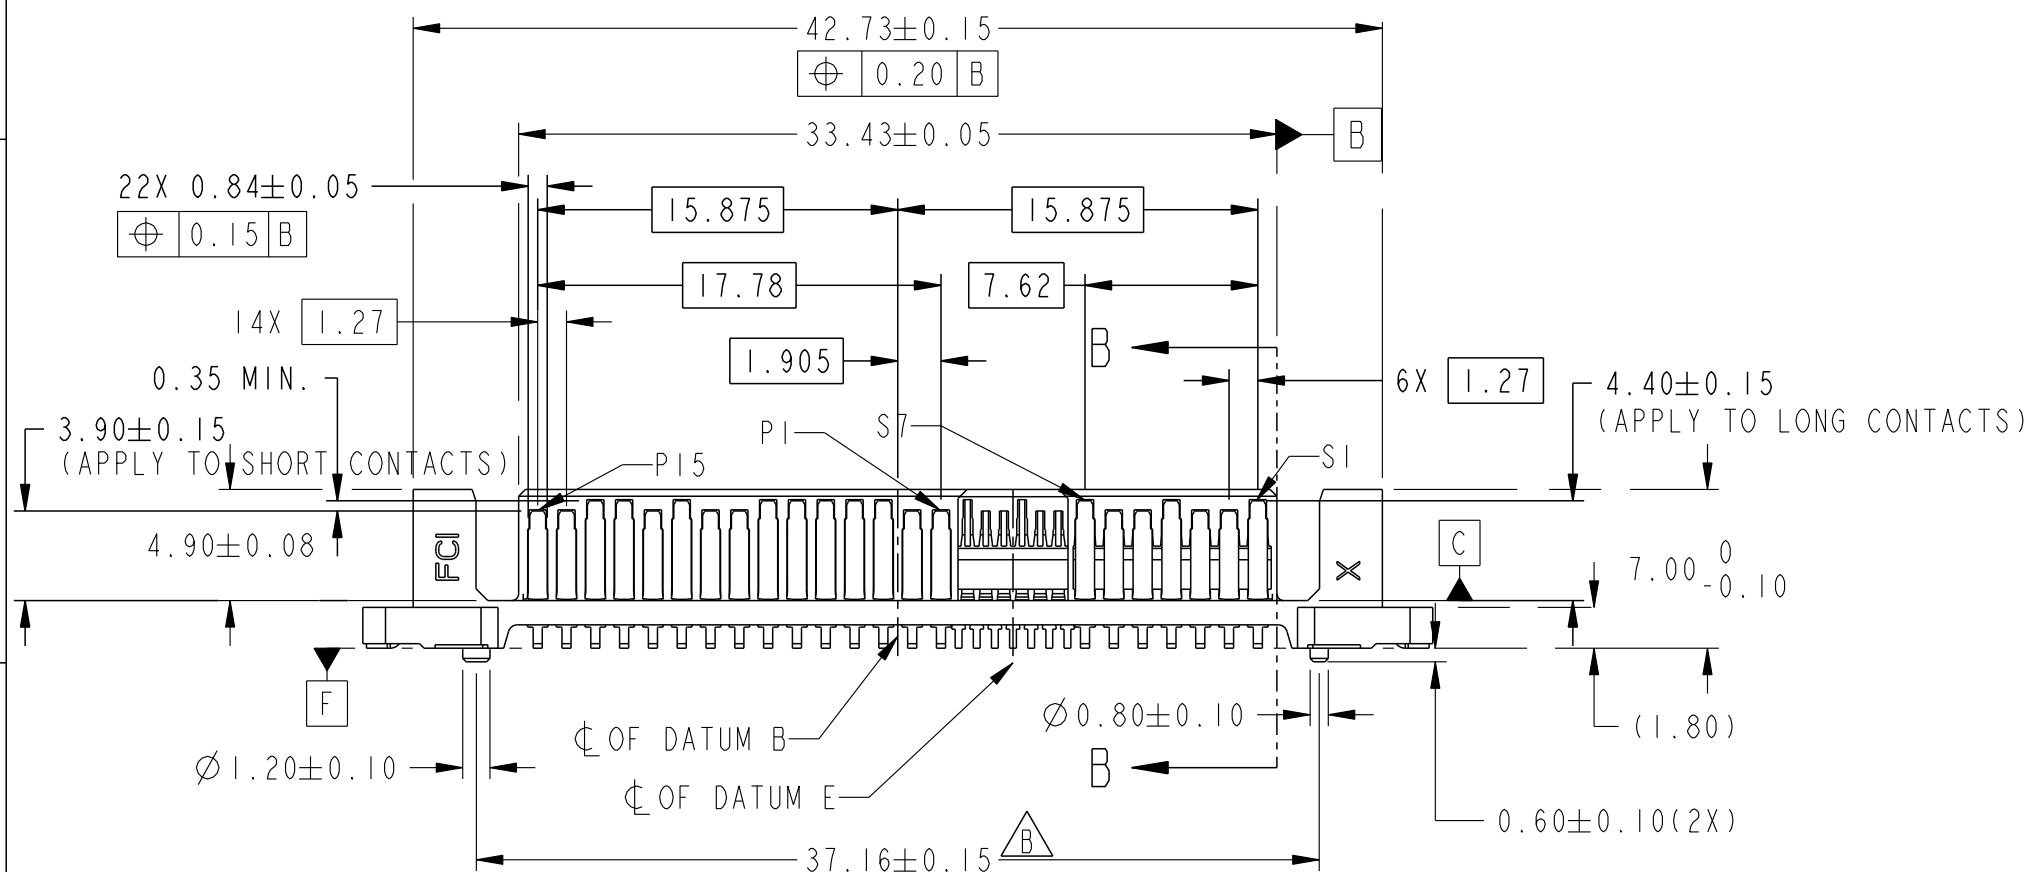 42.73±0.15
⌖ 0.20 B
33.43±0.05
B
22X 0.84±0.05
⌖ 0.15 B
15.875
15.875
17.78
7.62
14X 1.27
1.905
B
6X 1.27
0.35 MIN.
4.40±0.15
(APPLY TO LONG CONTACTS)
3.90±0.15
(APPLY TO SHORT CONTACTS)
P1
S7
P15
S1
4.90±0.08
FCI
X
C
7.00 0
-0.10
F
℄ OF DATUM B
⌀0.80±0.10
(1.80)
⌀1.20±0.10
B
℄ OF DATUM E
0.60±0.10(2X)
B
37.16±0.15